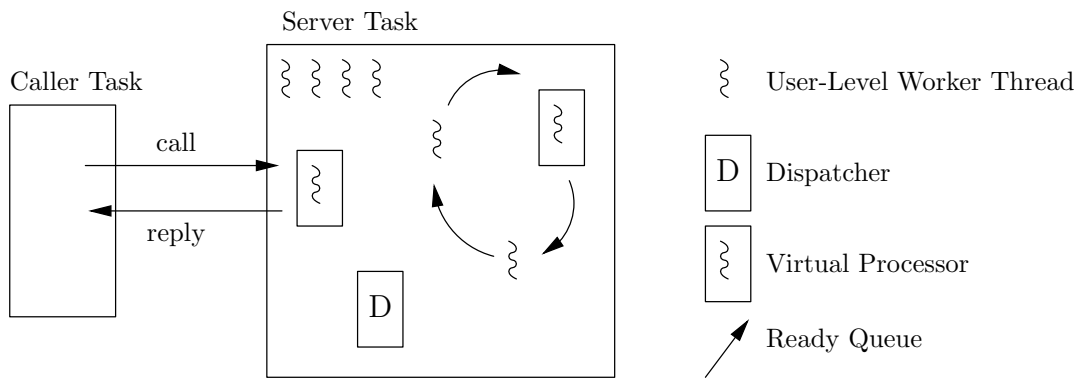 Server Task
Caller Task
call
reply
D
User-Level Worker Thread
D Dispatcher
Virtual Processor
Ready Queue